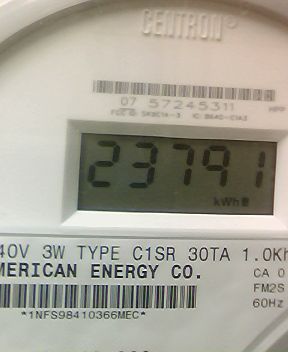 CENTRON®
07 57245311
23791
kWh
40V 3W TYPE C1SR 30TA 1.0Kh
MERICAN ENERGY CO.
CA 0
FM2S
60Hz
*1NFS98410366MEC*